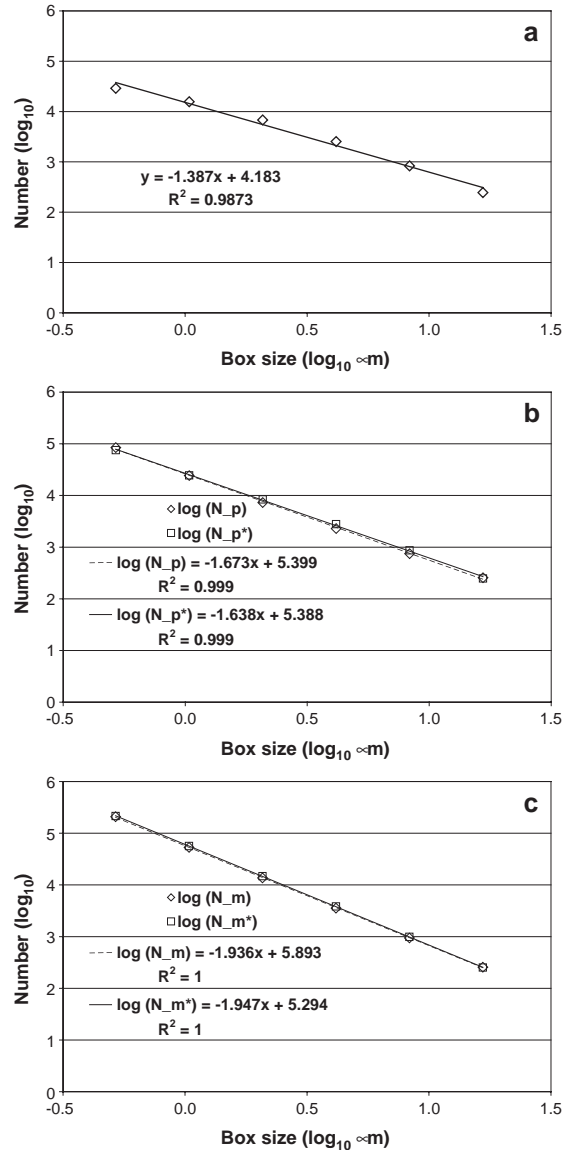 a
6
5
4
3
2
1
0
Number (log10)
y = -1.387x + 4.183
R2 = 0.9873
-0.5 0.0 0.5 1.0 1.5
Box size (log10 ∝m)
b
6
5
4
3
2
1
0
Number (log10)
log (N_p)
log (N_p*)
log (N_p) = -1.673x + 5.399
R2 = 0.999
log (N_p*) = -1.638x + 5.388
R2 = 0.999
-0.5 0.0 0.5 1.0 1.5
Box size (log10 ∝m)
c
6
5
4
3
2
1
0
Number (log10)
log (N_m)
log (N_m*)
log (N_m) = -1.936x + 5.893
R2 = 1
log (N_m*) = -1.947x + 5.294
R2 = 1
-0.5 0.0 0.5 1.0 1.5
Box size (log10 ∝m)